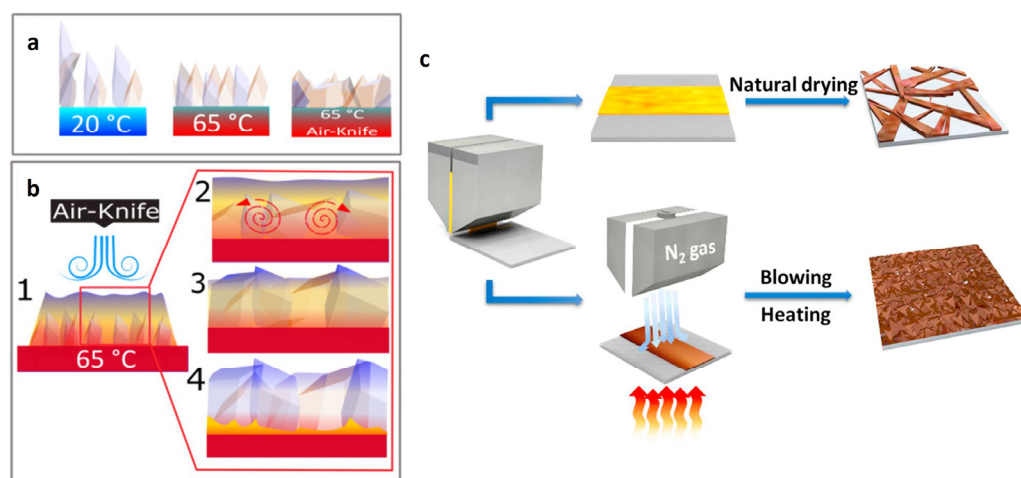 a
20 °C
65 °C
65 °C
Air-Knife
b
Air-Knife
1
65 °C
2
3
4
c
Natural drying
N₂ gas
Blowing
Heating